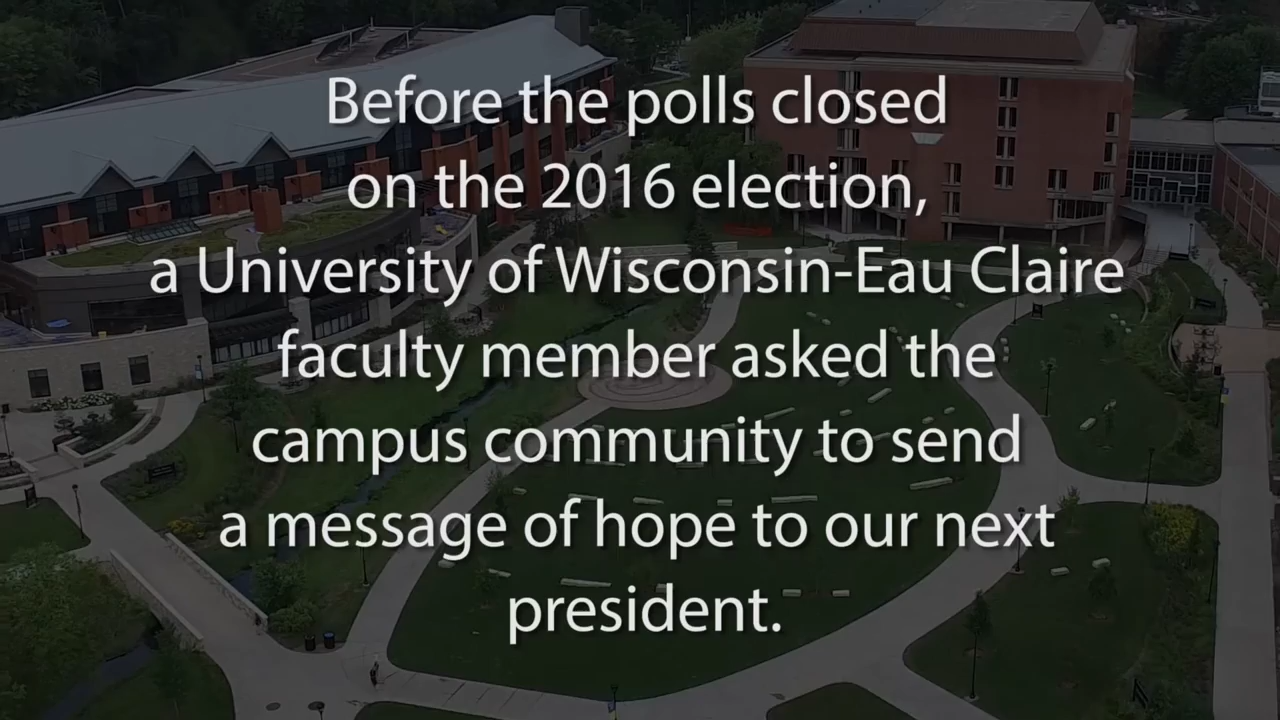 Before the polls closed
on the 2016 election,
a University of Wisconsin-Eau Claire
faculty member asked the
campus community to send
a message of hope to our next
president.